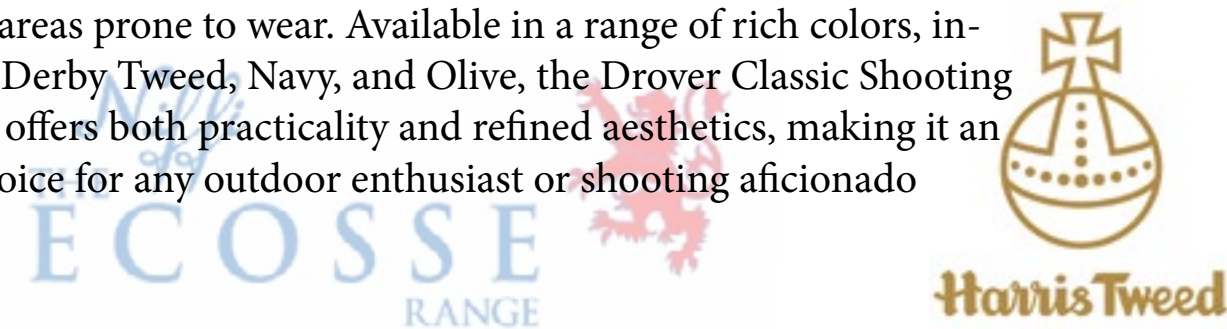 areas prone to wear. Available in a range of rich colors, in-
Derby Tweed, Navy, and Olive, the Drover Classic Shooting
offers both practicality and refined aesthetics, making it an
oice for any outdoor enthusiast or shooting aficionado
THE
ECOSSE
RANGE
Harris Tweed